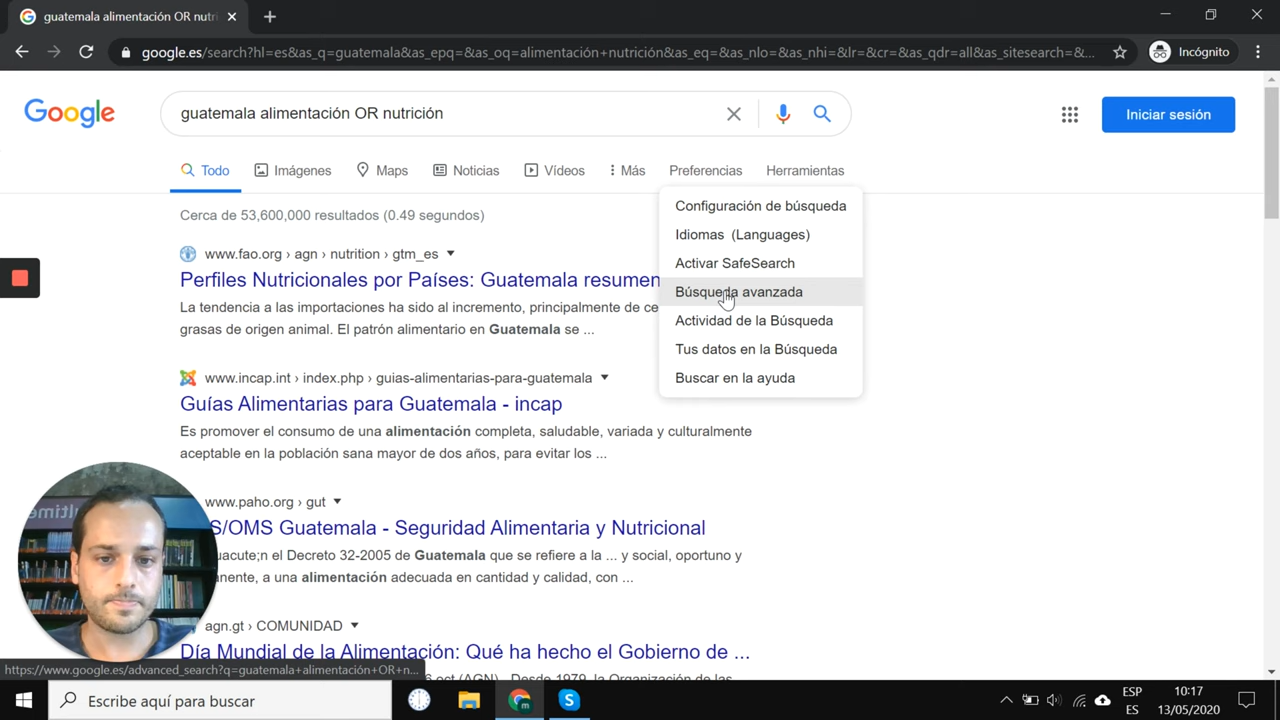 guatemala alimentación OR nutri
google.es/search?hl=es&as_q=guatemala&as_epq=&as_oq=alimentación+nutrición&as_eq=&as_nlo=&as_nhi=&lr=&cr=&as_qdr=all&as_sitesearch=&...
Incógnito
Google
guatemala alimentación OR nutrición
Iniciar sesión
Todo Imágenes Maps Noticias Vídeos Más Preferencias Herramientas
Configuración de búsqueda
Idiomas (Languages)
Activar SafeSearch
Búsqueda avanzada
Actividad de la Búsqueda
Tus datos en la Búsqueda
Buscar en la ayuda
Cerca de 53,600,000 resultados (0.49 segundos)
www.fao.org › agn › nutrition › gtm_es
Perfiles Nutricionales por Países: Guatemala resumen
La tendencia a las importaciones ha sido al incremento, principalmente de ce
grasas de origen animal. El patrón alimentario en Guatemala se ...
www.incap.int › index.php › guias-alimentarias-para-guatemala
Guías Alimentarias para Guatemala - incap
Es promover el consumo de una alimentación completa, saludable, variada y culturalmente
aceptable en la población sana mayor de dos años, para evitar los ...
www.paho.org › gut
S/OMS Guatemala - Seguridad Alimentaria y Nutricional
uacute;n el Decreto 32-2005 de Guatemala que se refiere a la ... y social, oportuno y
anente, a una alimentación adecuada en cantidad y calidad, con ...
agn.gt › COMUNIDAD
Día Mundial de la Alimentación: Qué ha hecho el Gobierno de ...
https://www.google.es/advanced_search?q=guatemala+alimentación+OR+n...
oct (AGN)
Desde 1979, la Organización de las
Escribe aquí para buscar
ESP
ES
10:17
13/05/2020